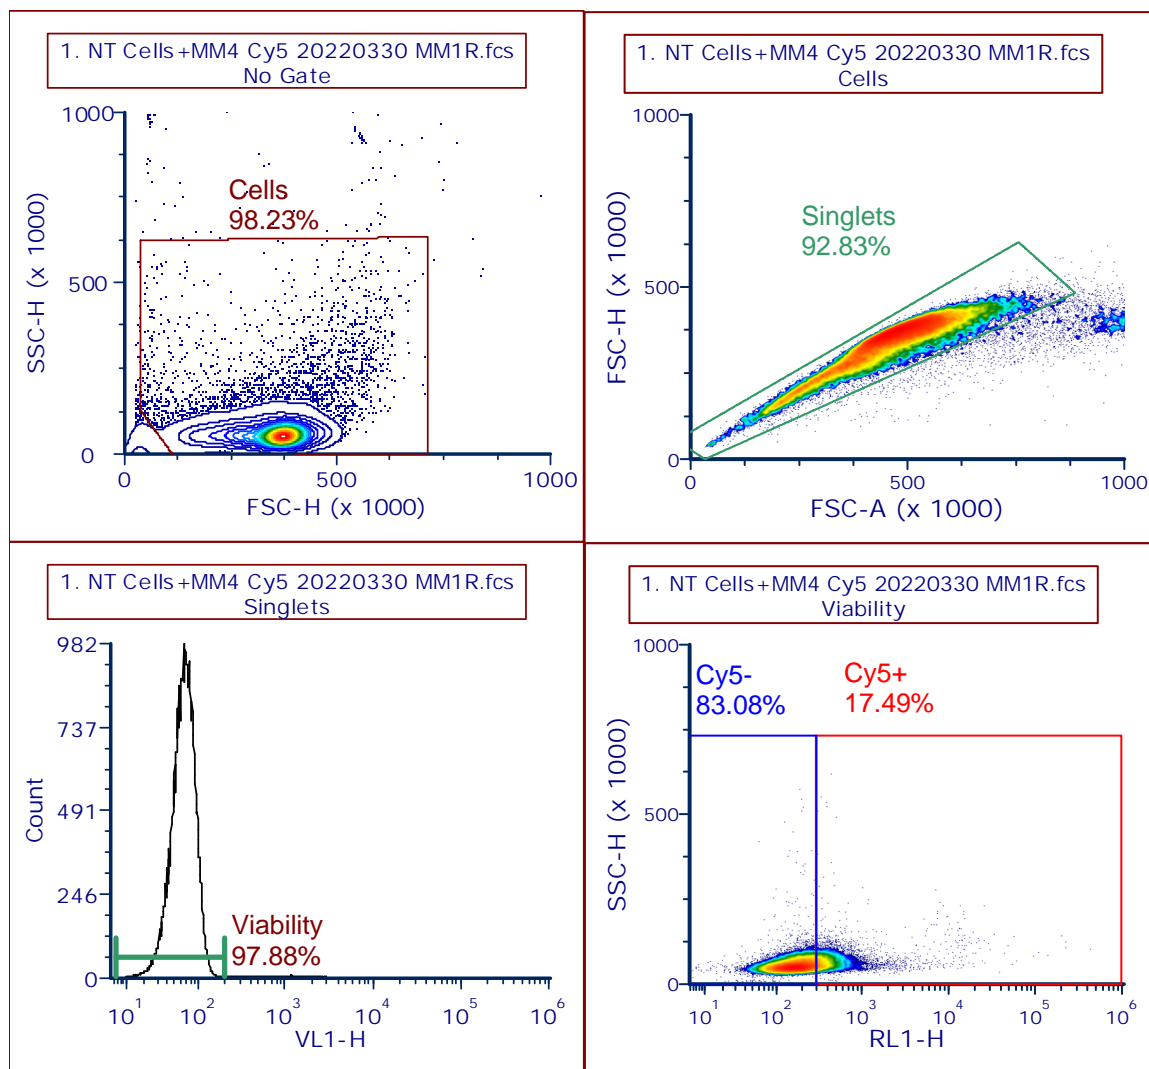 1. NT Cells+MM4 Cy5 20220330 MM1R.fcs
No Gate
1000
500
0
SSC-H (x 1000)
Cells
98.23%
0
500
1000
FSC-H (x 1000)
1. NT Cells+MM4 Cy5 20220330 MM1R.fcs
Cells
1000
500
0
FSC-H (x 1000)
Singlets
92.83%
0
500
1000
FSC-A (x 1000)
1. NT Cells+MM4 Cy5 20220330 MM1R.fcs
Singlets
982
737
491
246
0
Count
Viability
97.88%
10^1
10^2
10^3
10^4
10^5
10^6
VL1-H
1. NT Cells+MM4 Cy5 20220330 MM1R.fcs
Viability
1000
500
0
SSC-H (x 1000)
Cy5-
83.08%
Cy5+
17.49%
10^1
10^2
10^3
10^4
10^5
10^6
RL1-H